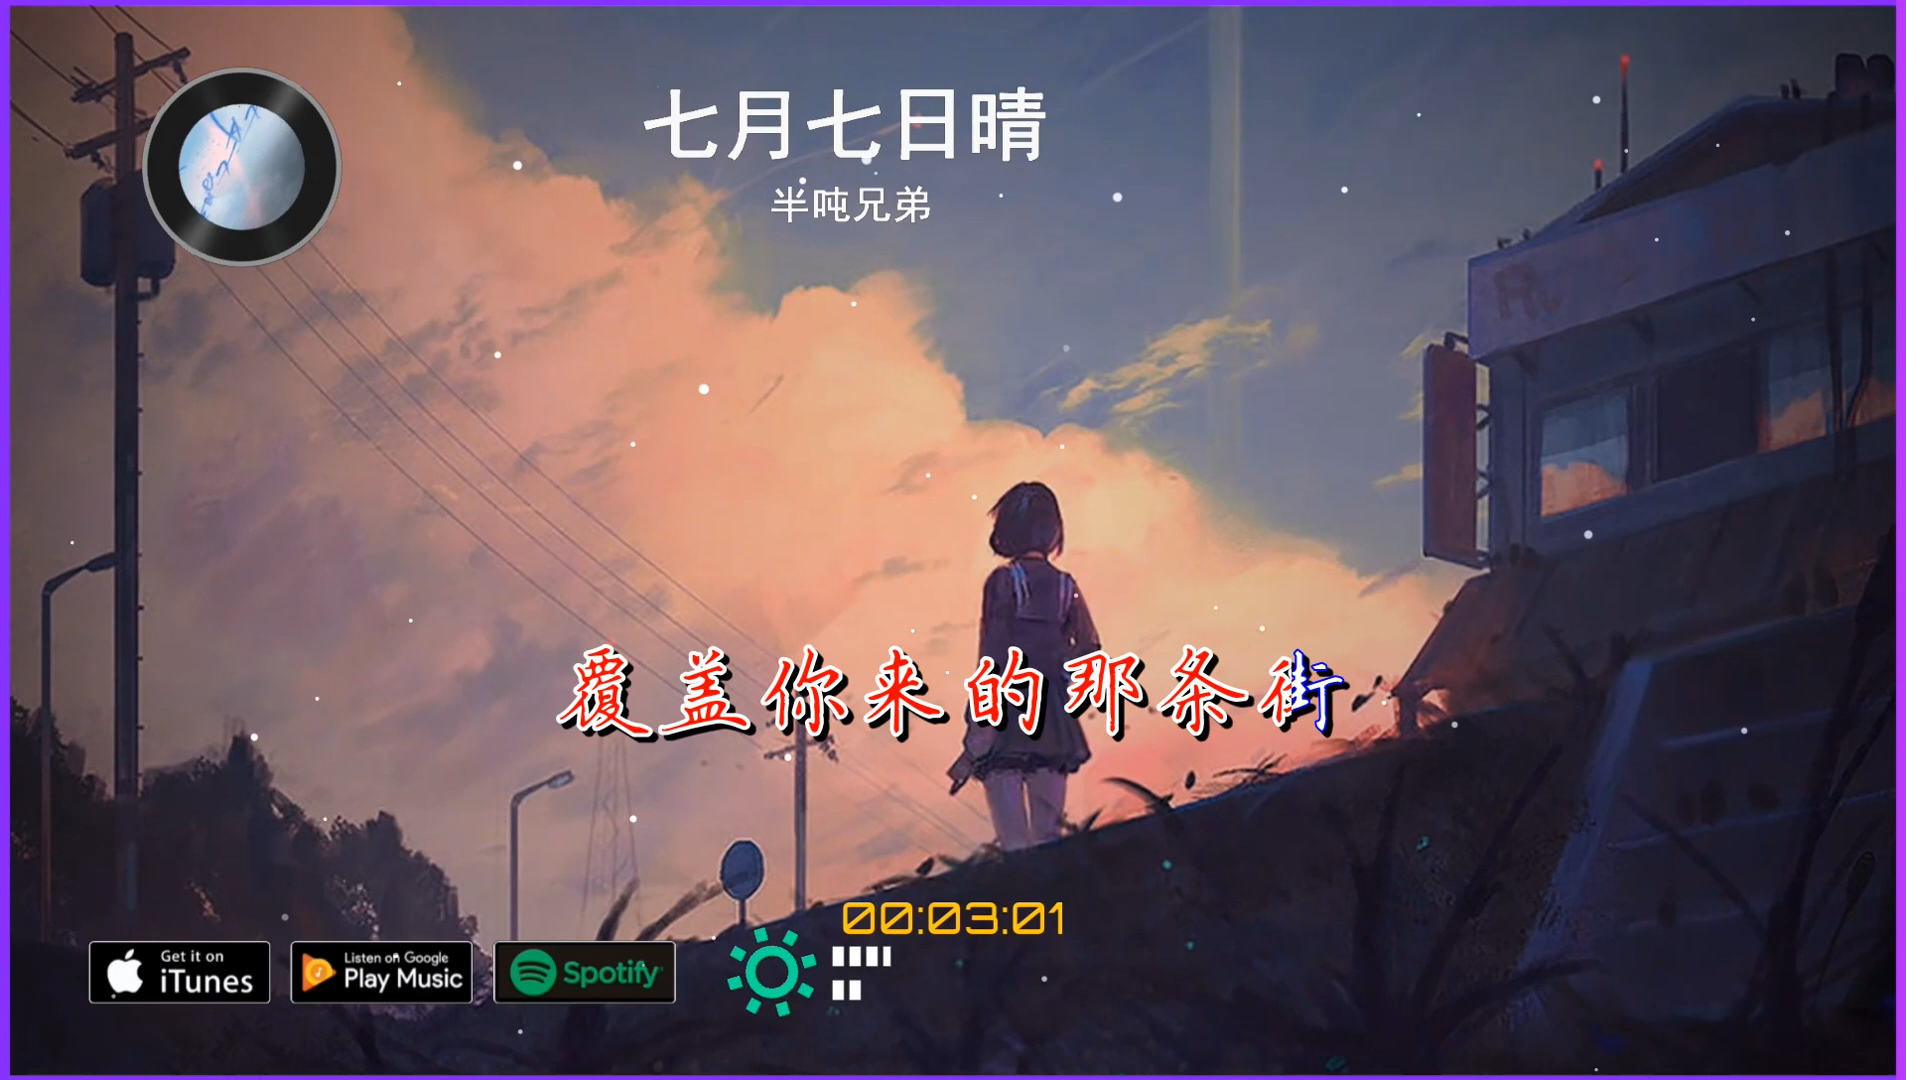 七月七日晴
半吨兄弟
覆盖你来的那条街
00:03:01
Get it on
iTunes
Listen on Google
Play Music
Spotify